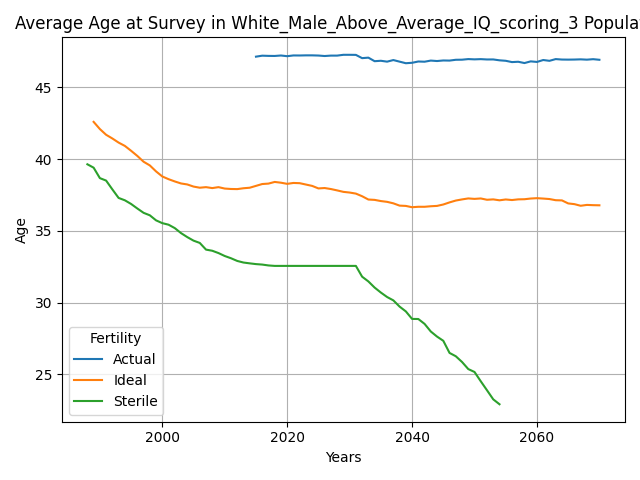 Average Age at Survey in White_Male_Above_Average_IQ_scoring_3 Popula
Age
45
40
35
30
25
Fertility
Actual
Ideal
Sterile
2000
2020
2040
2060
Years